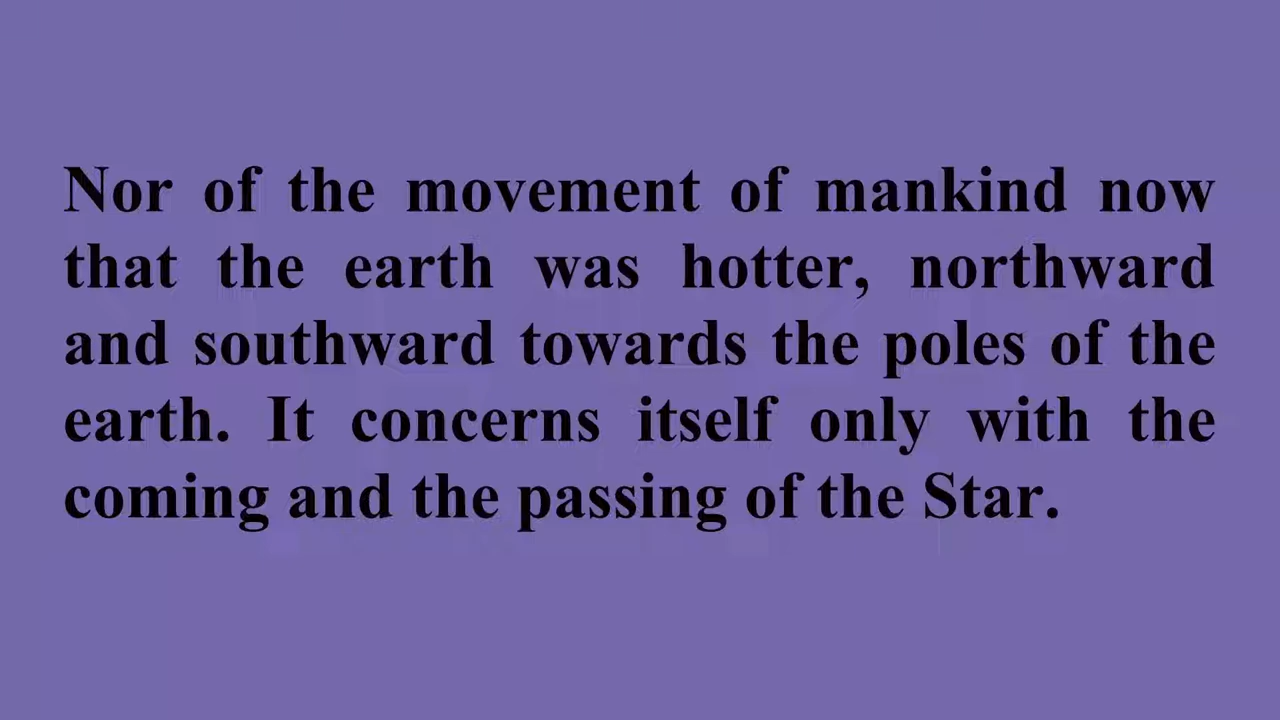 Nor of the movement of mankind now
that the earth was hotter, northward
and southward towards the poles of the
earth. It concerns itself only with the
coming and the passing of the Star.